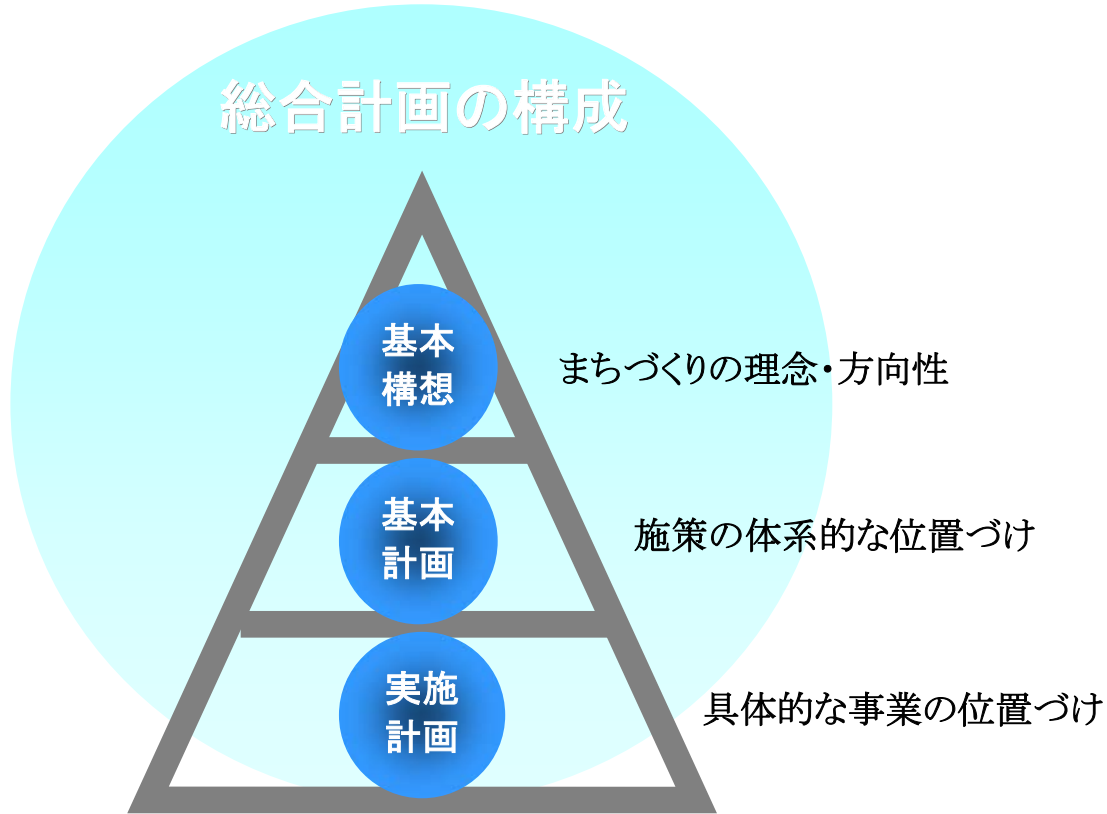 総合計画の構成
基本
構想
まちづくりの理念・方向性
基本
計画
施策の体系的な位置づけ
実施
計画
具体的な事業の位置づけ